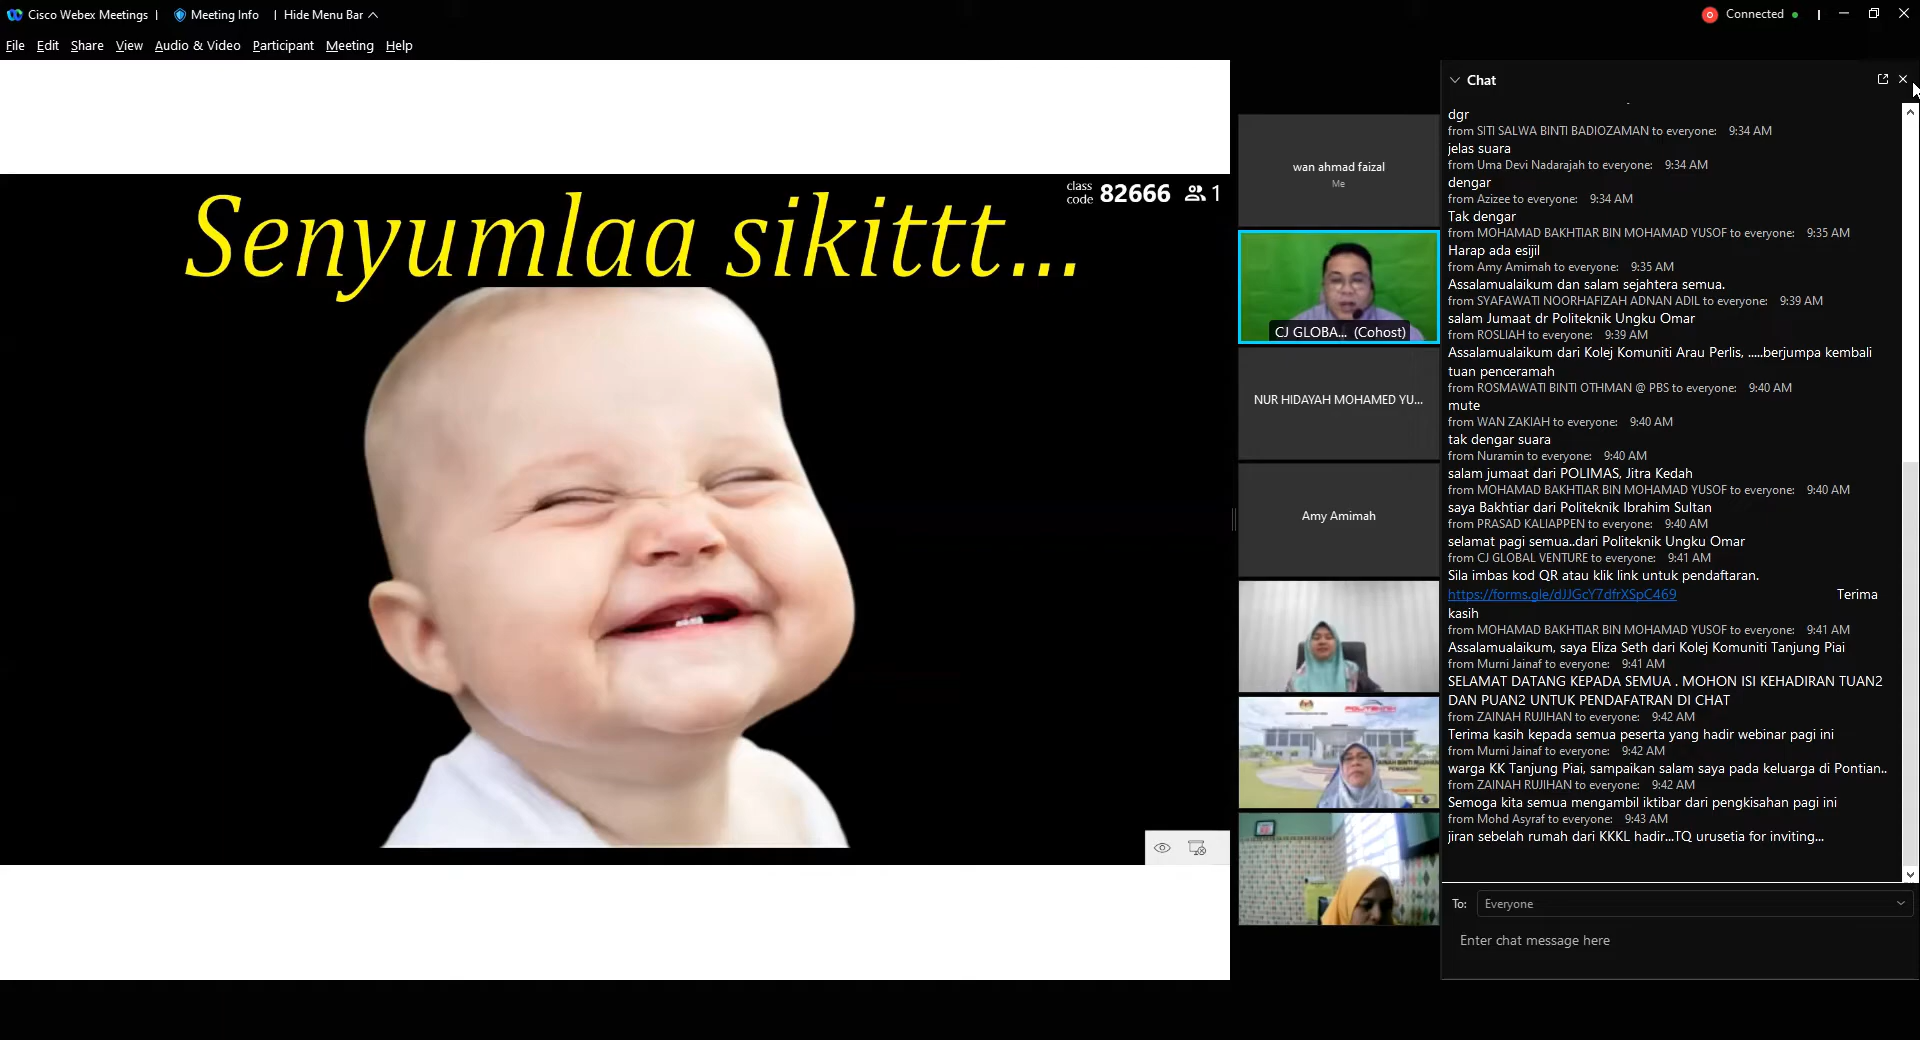 Cisco Webex Meetings | Meeting Info | Hide Menu Bar
Connected
File Edit Share View Audio & Video Participant Meeting Help
class code 82666 1
Senyumlaa sikittt...
wan ahmad faizal
Me
CJ GLOBA... (Cohost)
NUR HIDAYAH MOHAMED YU...
Amy Amimah
POLITEKNIK
Chat
dgr
from SITI SALWA BINTI BADIOZAMAN to everyone: 9:34 AM
jelas suara
from Uma Devi Nadarajah to everyone: 9:34 AM
dengar
from Azizee to everyone: 9:34 AM
Tak dengar
from MOHAMAD BAKHTIAR BIN MOHAMAD YUSOF to everyone: 9:35 AM
Harap ada esijil
from Amy Amimah to everyone: 9:35 AM
Assalamualaikum dan salam sejahtera semua.
from SYAFAWATI NOORHAFIZAH ADNAN ADIL to everyone: 9:39 AM
salam Jumaat dr Politeknik Ungku Omar
from ROSLIAH to everyone: 9:39 AM
Assalamualaikum dari Kolej Komuniti Arau Perlis, .....berjumpa kembali
tuan penceramah
from ROSMAWATI BINTI OTHMAN @ PBS to everyone: 9:40 AM
mute
from WAN ZAKIAH to everyone: 9:40 AM
tak dengar suara
from Nuramin to everyone: 9:40 AM
salam jumaat dari POLIMAS, Jitra Kedah
from MOHAMAD BAKHTIAR BIN MOHAMAD YUSOF to everyone: 9:40 AM
saya Bakhtiar dari Politeknik Ibrahim Sultan
from PRASAD KALIAPPEN to everyone: 9:40 AM
selamat pagi semua..dari Politeknik Ungku Omar
from CJ GLOBAL VENTURE to everyone: 9:41 AM
Sila imbas kod QR atau klik link untuk pendaftaran.
https://forms.gle/dJJGcY7dfrXSpC469 Terima
kasih
from MOHAMAD BAKHTIAR BIN MOHAMAD YUSOF to everyone: 9:41 AM
Assalamualaikum, saya Eliza Seth dari Kolej Komuniti Tanjung Piai
from Murni Jainaf to everyone: 9:41 AM
SELAMAT DATANG KEPADA SEMUA . MOHON ISI KEHADIRAN TUAN2
DAN PUAN2 UNTUK PENDAFATRAN DI CHAT
from ZAINAH RUJIHAN to everyone: 9:42 AM
Terima kasih kepada semua peserta yang hadir webinar pagi ini
from Murni Jainaf to everyone: 9:42 AM
warga KK Tanjung Piai, sampaikan salam saya pada keluarga di Pontian..
from ZAINAH RUJIHAN to everyone: 9:42 AM
Semoga kita semua mengambil iktibar dari pengkisahan pagi ini
from Mohd Asyraf to everyone: 9:43 AM
jiran sebelah rumah dari KKKL hadir...TQ urusetia for inviting...
To: Everyone
Enter chat message here